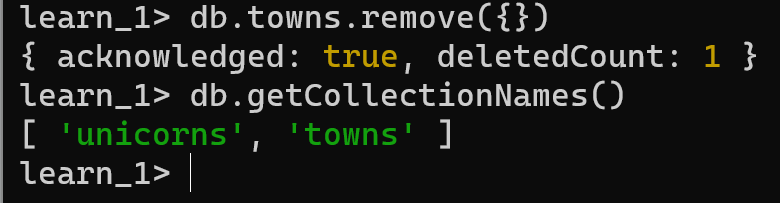 learn_1> db.towns.remove({})
{ acknowledged: true, deletedCount: 1 }
learn_1> db.getCollectionNames()
[ 'unicorns', 'towns' ]
learn_1>